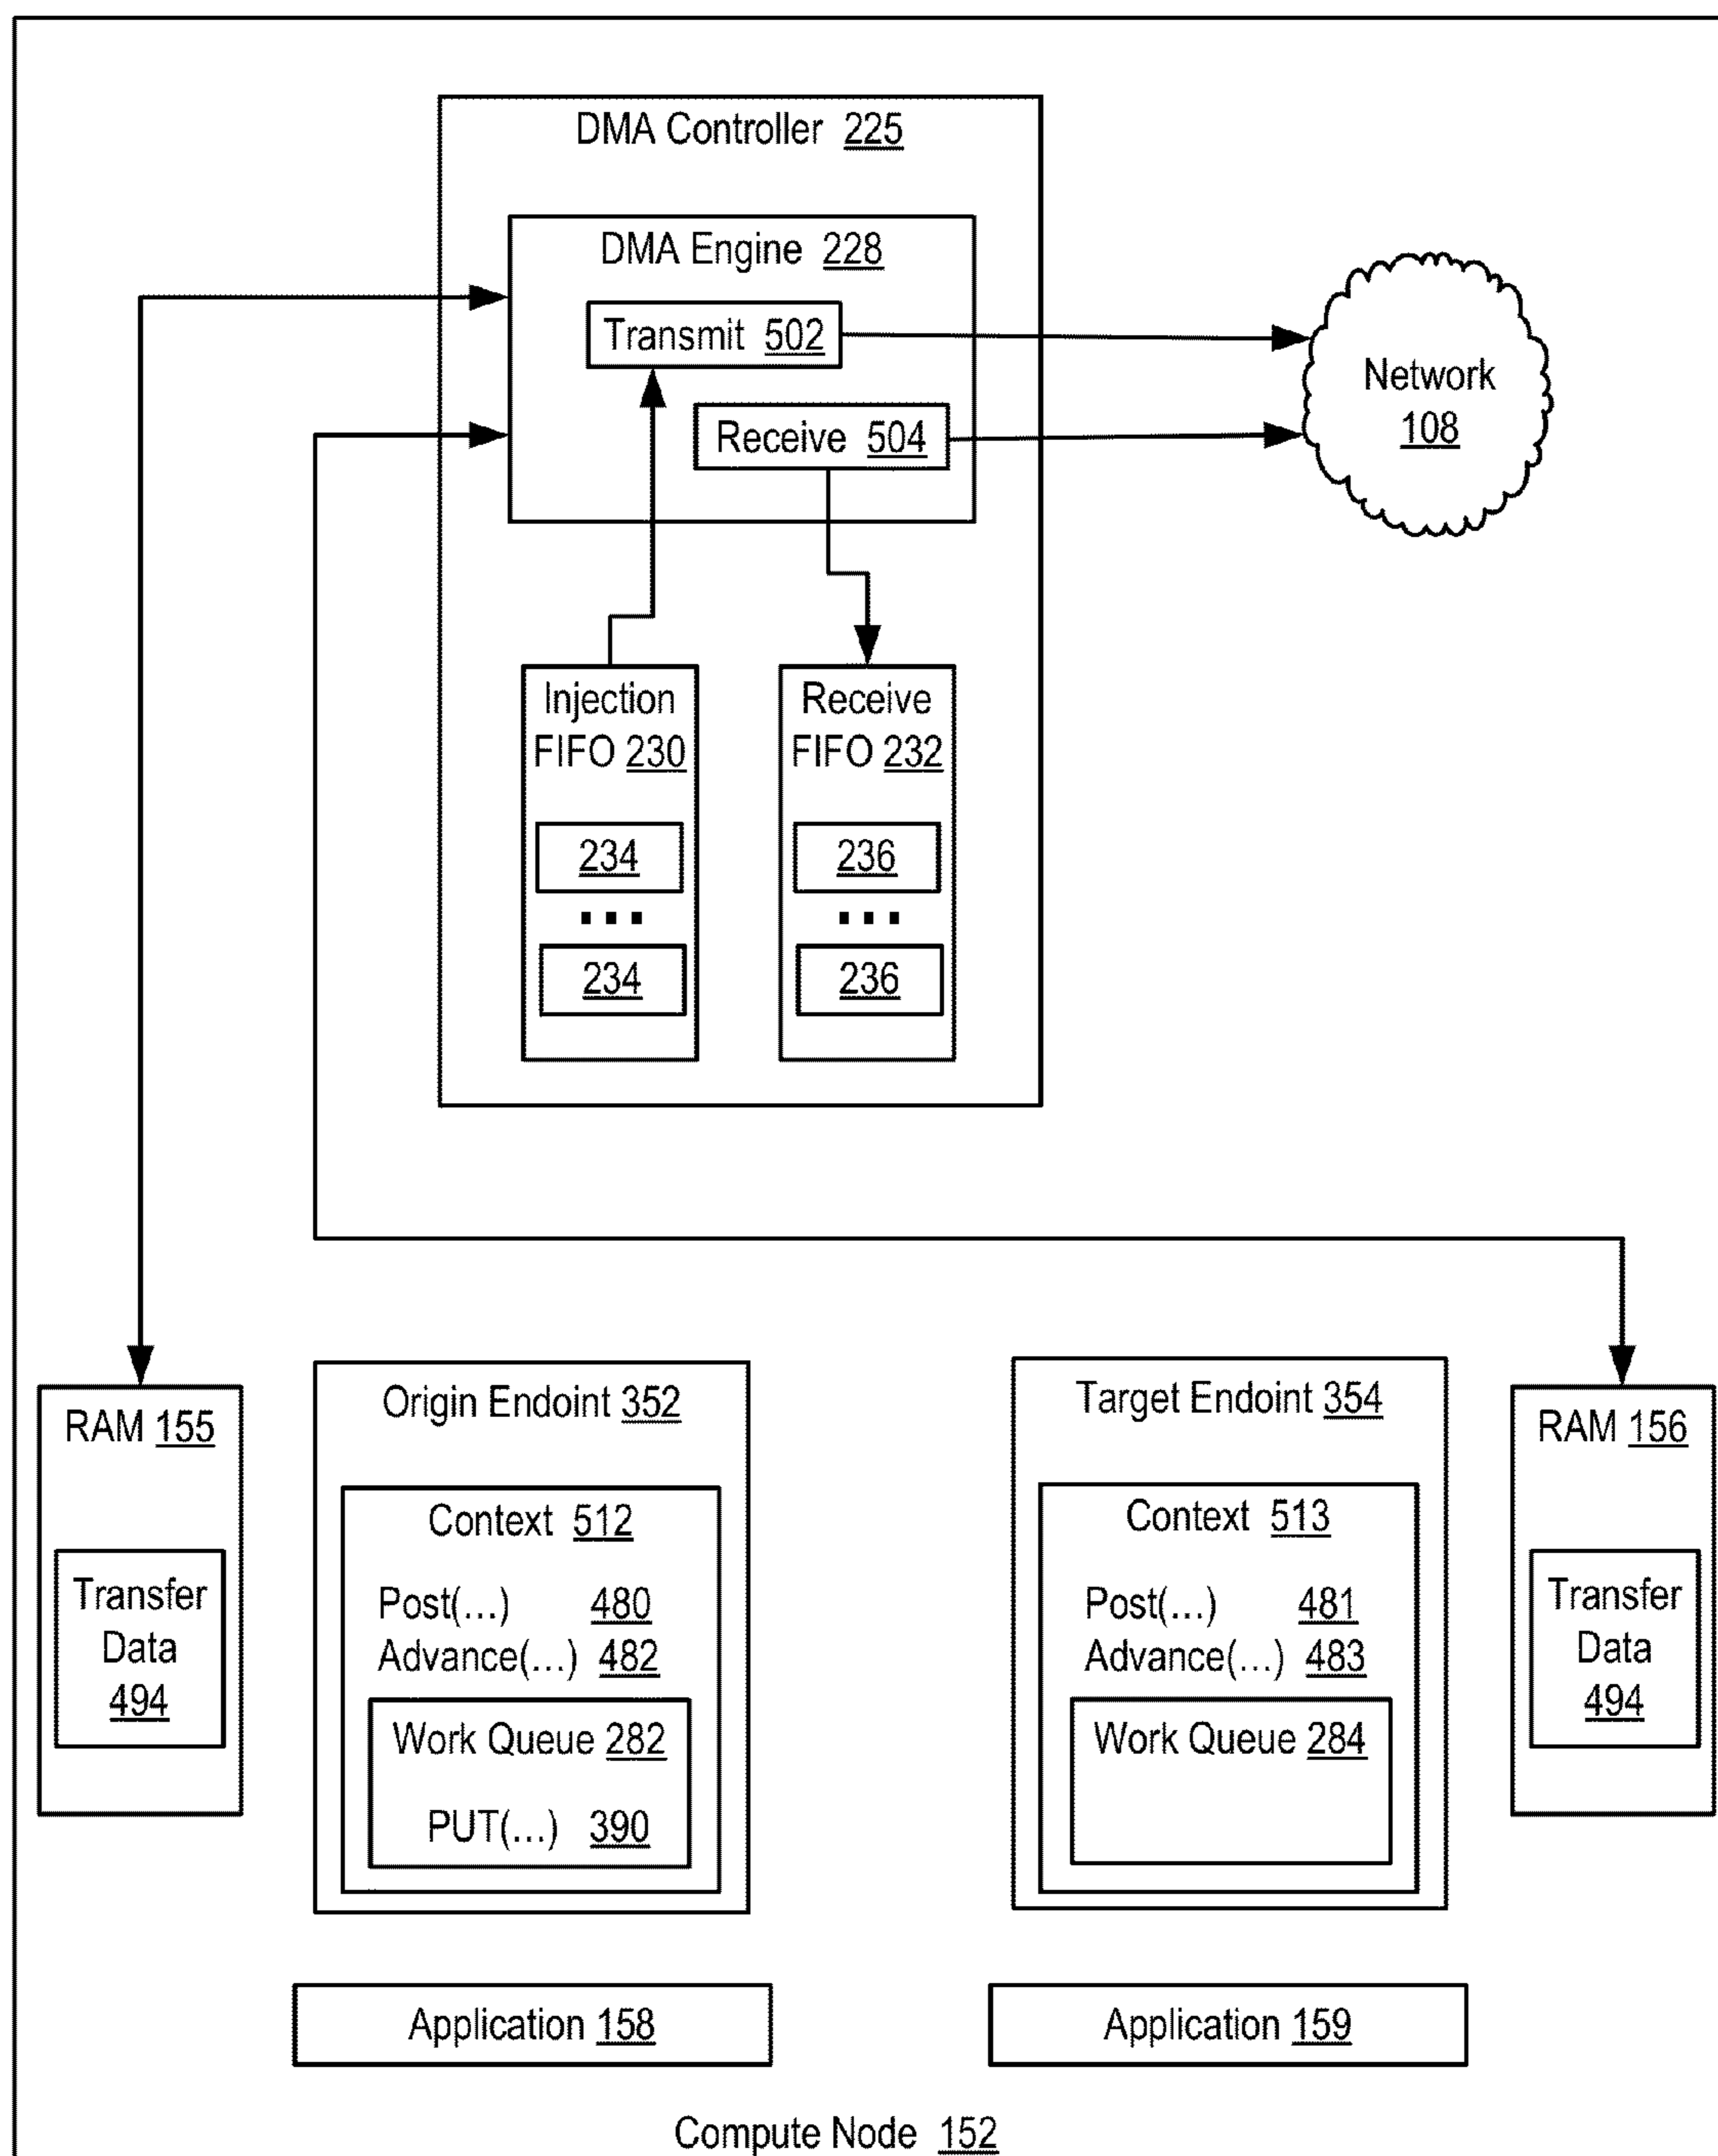 DMA Controller 225
DMA Engine 228
Transmit 502
Receive 504
Network
108
Injection
FIFO 230
234
...
234
Receive
FIFO 232
236
...
236
RAM 155
Transfer
Data
494
Origin Endoint 352
Context 512
Post(...) 480
Advance(...) 482
Work Queue 282
PUT(...) 390
Target Endoint 354
Context 513
Post(...) 481
Advance(...) 483
Work Queue 284
RAM 156
Transfer
Data
494
Application 158
Application 159
Compute Node 152